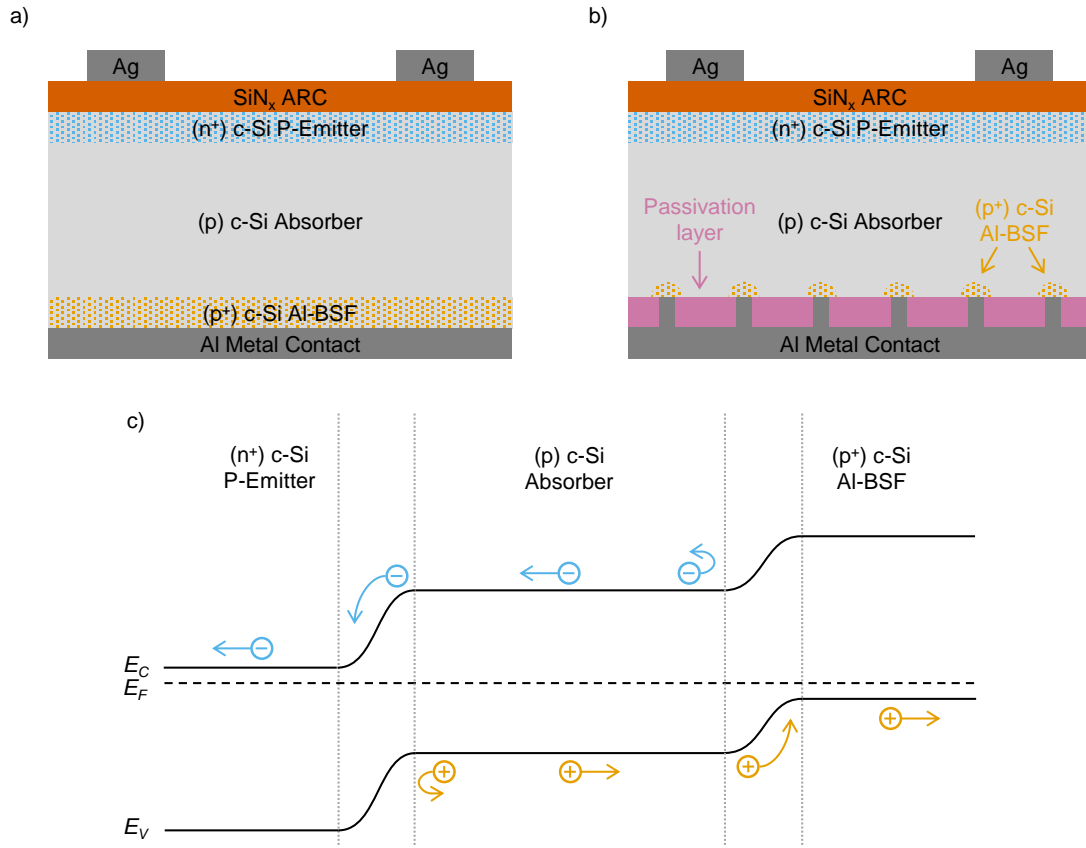 a)
Ag
Ag
SiNx ARC
(n+) c-Si P-Emitter
(p) c-Si Absorber
(p+) c-Si Al-BSF
Al Metal Contact
b)
Ag
Ag
SiNx ARC
(n+) c-Si P-Emitter
Passivation
layer
(p) c-Si Absorber
(p+) c-Si
Al-BSF
Al Metal Contact
c)
(n+) c-Si
P-Emitter
(p) c-Si
Absorber
(p+) c-Si
Al-BSF
EC
EF
EV